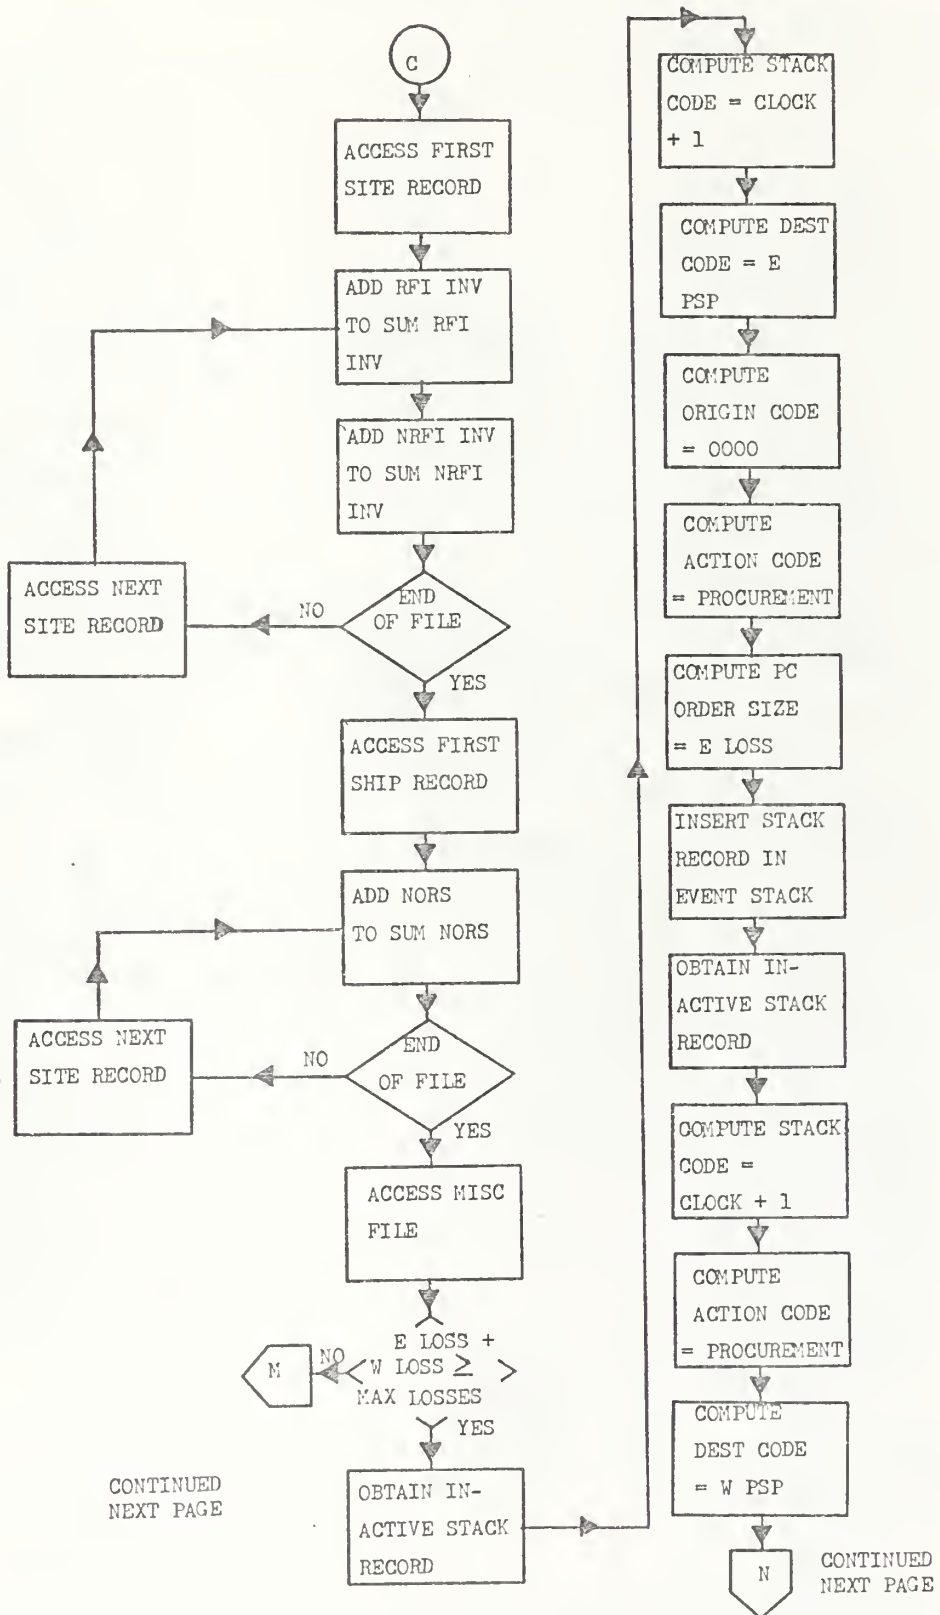 C
ACCESS FIRST
SITE RECORD
ADD RFI INV
TO SUM RFI
INV
ADD NRFI INV
TO SUM NRFI
INV
END
OF FILE
NO
ACCESS NEXT
SITE RECORD
YES
ACCESS FIRST
SHIP RECORD
ADD NORS
TO SUM NORS
END
OF FILE
NO
ACCESS NEXT
SITE RECORD
YES
ACCESS MISC
FILE
E LOSS +
W LOSS ≥
MAX LOSSES
NO
M
YES
OBTAIN IN-
ACTIVE STACK
RECORD
CONTINUED
NEXT PAGE
COMPUTE STACK
CODE = CLOCK
+ 1
COMPUTE DEST
CODE = E
PSP
COMPUTE
ORIGIN CODE
= 0000
COMPUTE
ACTION CODE
= PROCUREMENT
COMPUTE PC
ORDER SIZE
= E LOSS
INSERT STACK
RECORD IN
EVENT STACK
OBTAIN IN-
ACTIVE STACK
RECORD
COMPUTE STACK
CODE =
CLOCK + 1
COMPUTE
ACTION CODE
= PROCUREMENT
COMPUTE
DEST CODE
= W PSP
N
CONTINUED
NEXT PAGE